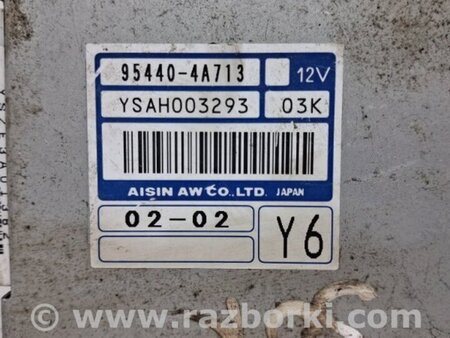 95440-4A713 12V
YSAH003293 03K
AISIN AW CO., LTD. JAPAN
02-02
Y6
www.razborki.com